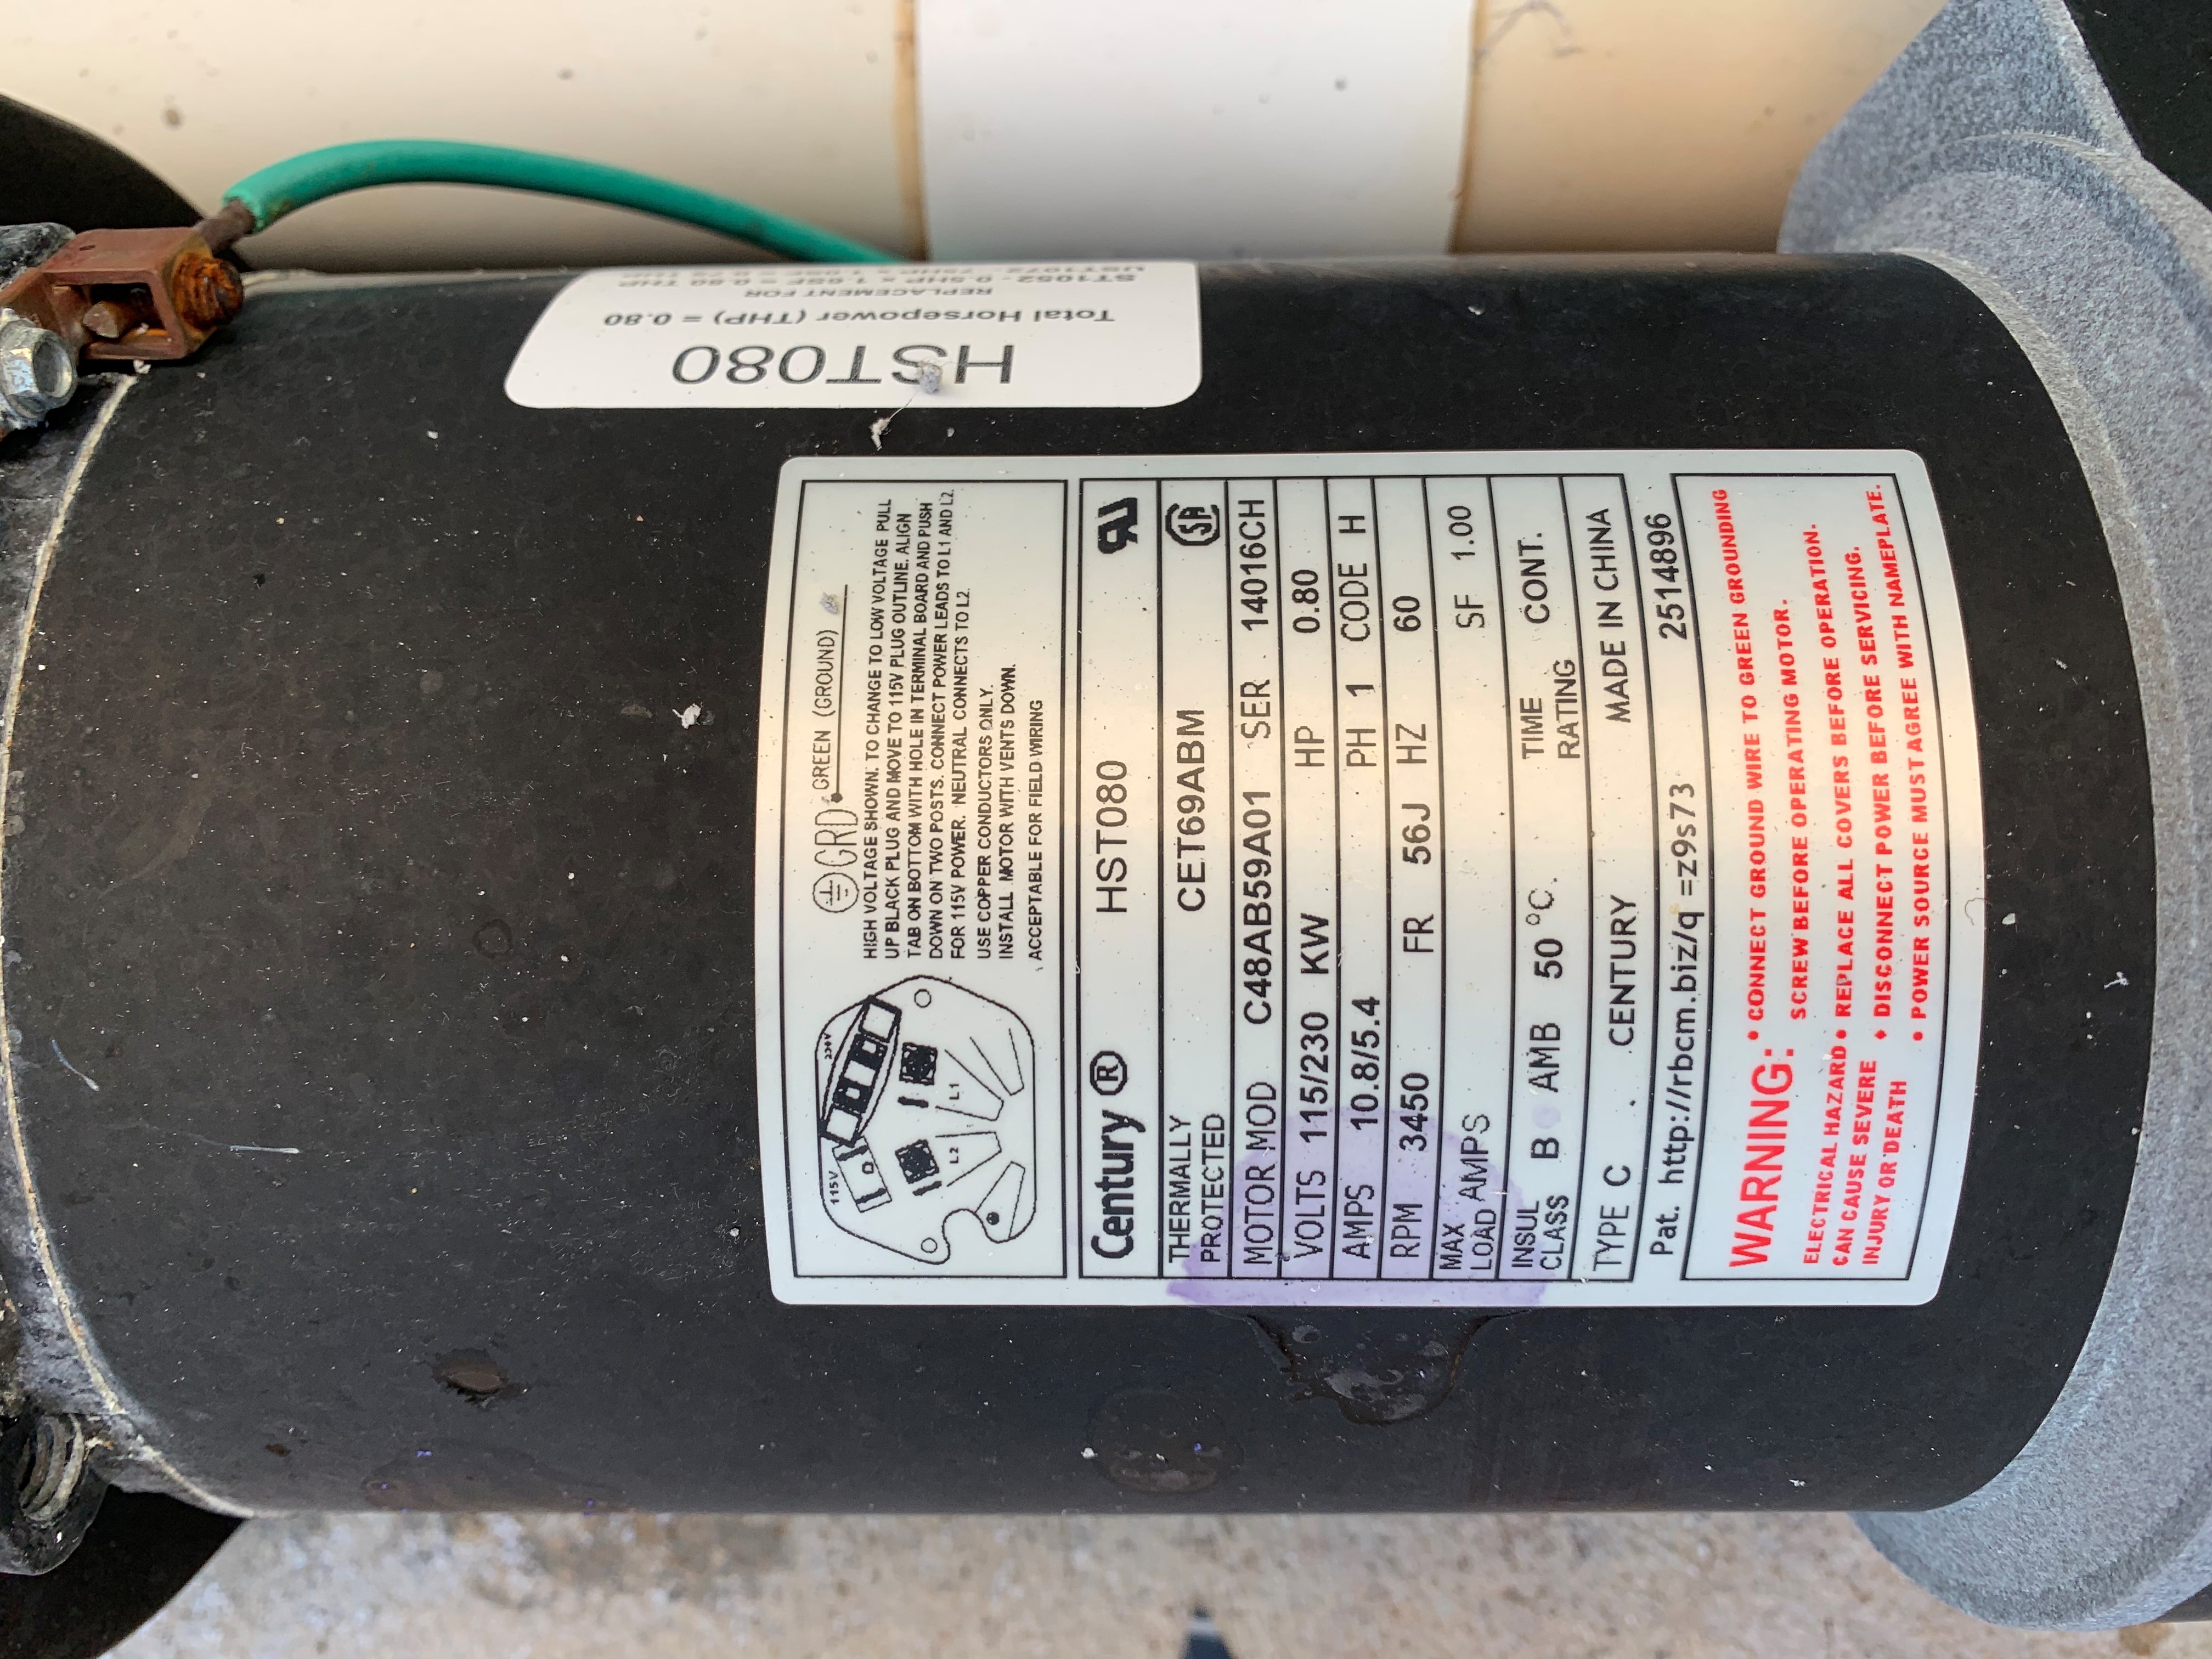 HST080
Total Horsepower (THP) = 0.80
REPLACEMENT FOR
ST1052 - 0.5HP x 1.6SF = 0.80 THP
115V
230V
L2
L1
GRD
GREEN (GROUND)
HIGH VOLTAGE SHOWN. TO CHANGE TO LOW VOLTAGE PULL
UP BLACK PLUG AND MOVE TO 115V PLUG OUTLINE. ALIGN
TAB ON BOTTOM WITH HOLE IN TERMINAL BOARD AND PUSH
DOWN ON TWO POSTS. CONNECT POWER LEADS TO L1 AND L2.
FOR 115V POWER. NEUTRAL CONNECTS TO L2.
USE COPPER CONDUCTORS ONLY.
INSTALL MOTOR WITH VENTS DOWN.
ACCEPTABLE FOR FIELD WIRING
Century ® HST080
THERMALLY PROTECTED CET69ABM
MOTOR MOD C48AB59A01 SER 14016CH
VOLTS 115/230 KW HP 0.80
AMPS 10.8/5.4 PH 1 CODE H
RPM 3450 FR 56J HZ 60
MAX LOAD AMPS SF 1.00
INSUL CLASS B AMB 50 °C. TIME RATING CONT.
TYPE C CENTURY MADE IN CHINA
Pat. http://rbcm.biz/q=z9s73 2514896
WARNING:
ELECTRICAL HAZARD
CAN CAUSE SEVERE
INJURY OR DEATH
• CONNECT GROUND WIRE TO GREEN GROUNDING
SCREW BEFORE OPERATING MOTOR.
• REPLACE ALL COVERS BEFORE OPERATION.
• DISCONNECT POWER BEFORE SERVICING.
• POWER SOURCE MUST AGREE WITH NAMEPLATE.